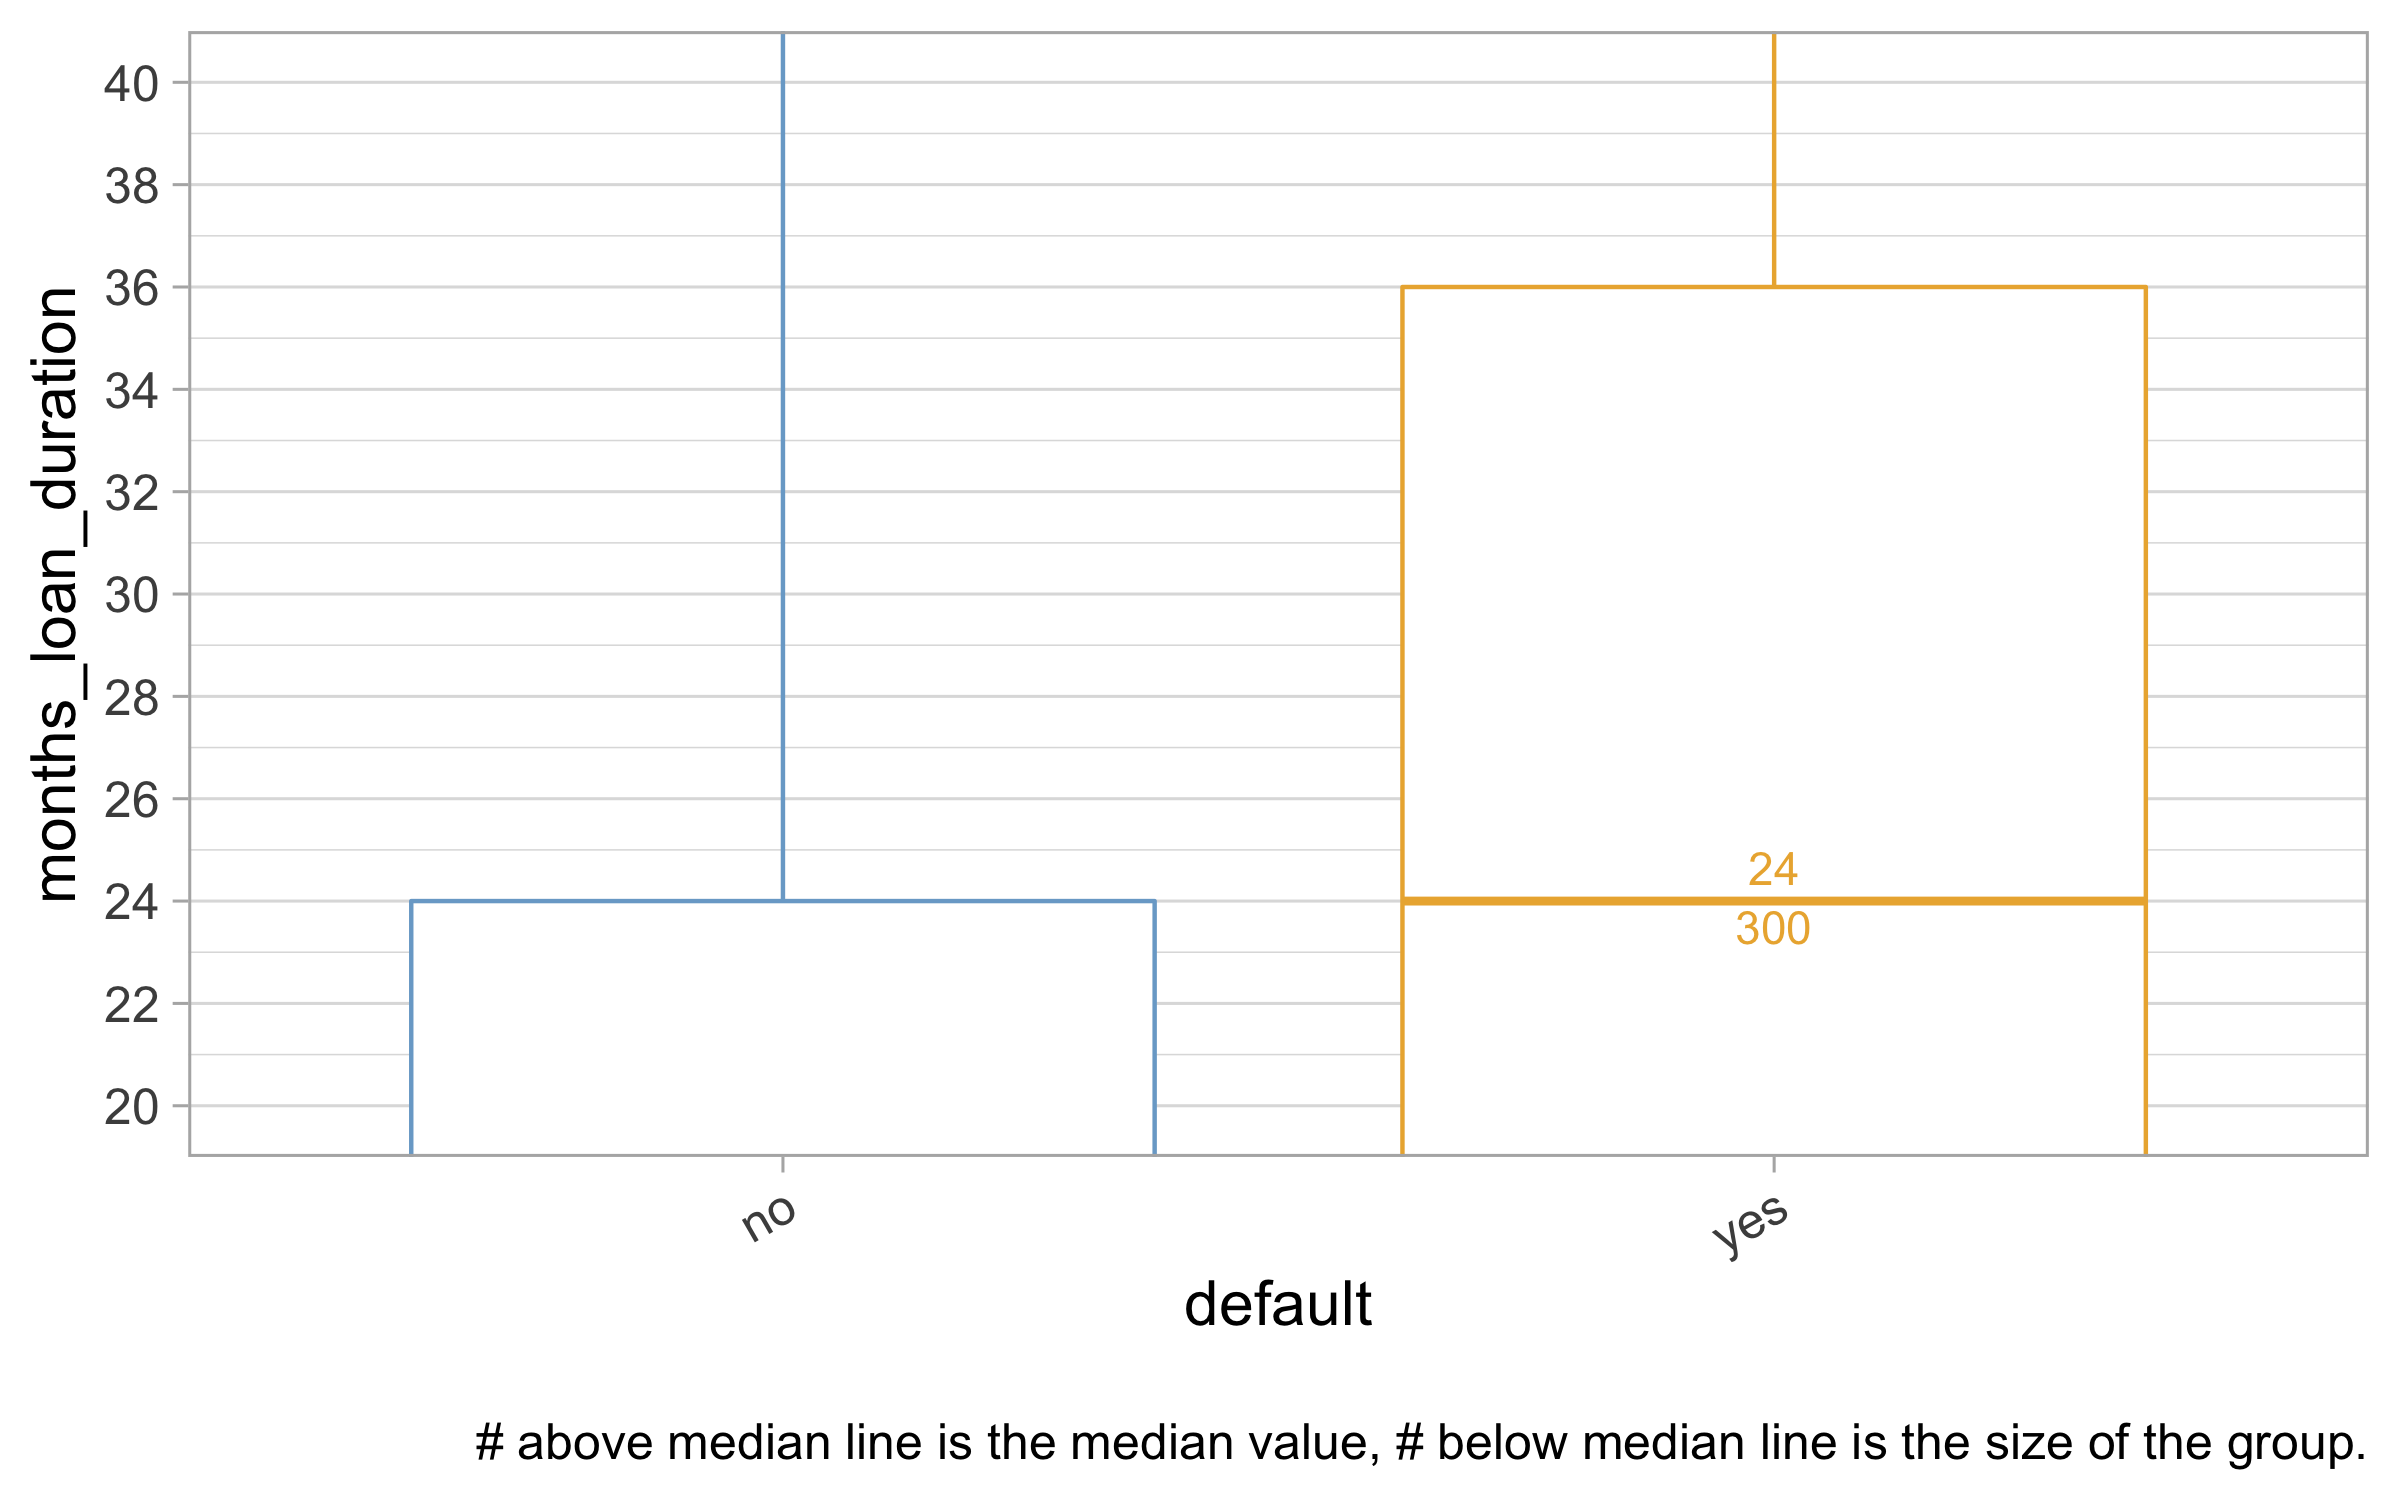 months_loan_duration
40
38
36
34
32
30
28
26
24
22
20
24
300
no
yes
default
# above median line is the median value, # below median line is the size of the group.